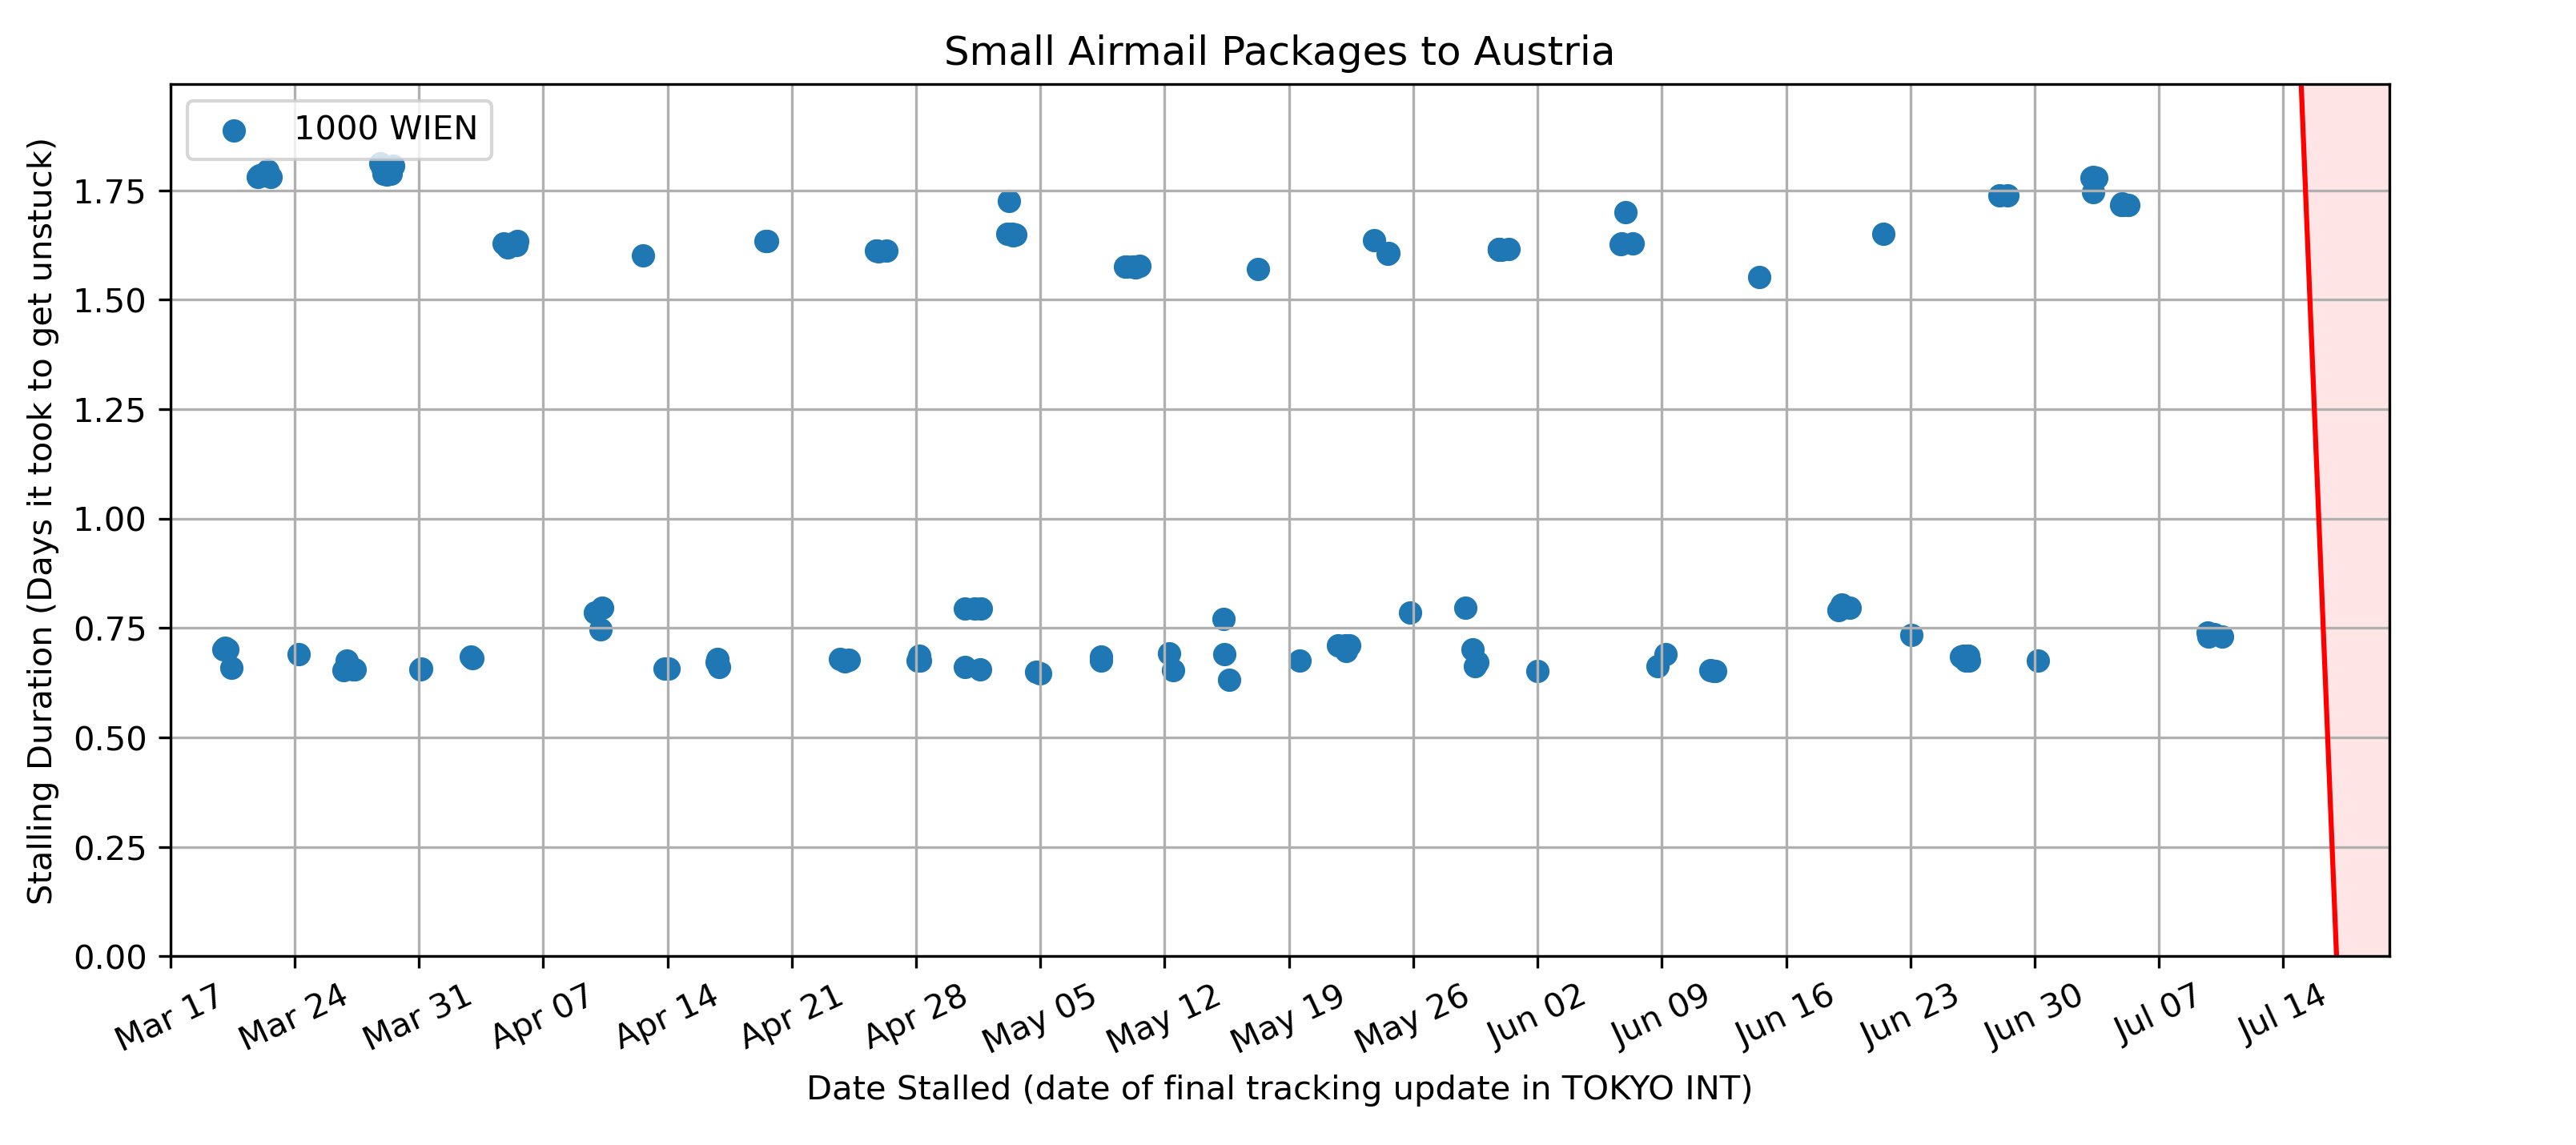 Small Airmail Packages to Austria
1000 WIEN
Stalling Duration (Days it took to get unstuck)
1.75
1.50
1.25
1.00
0.75
0.50
0.25
0.00
Mar 17
Mar 24
Mar 31
Apr 07
Apr 14
Apr 21
Apr 28
May 05
May 12
May 19
May 26
Jun 02
Jun 09
Jun 16
Jun 23
Jun 30
Jul 07
Jul 14
Date Stalled (date of final tracking update in TOKYO INT)